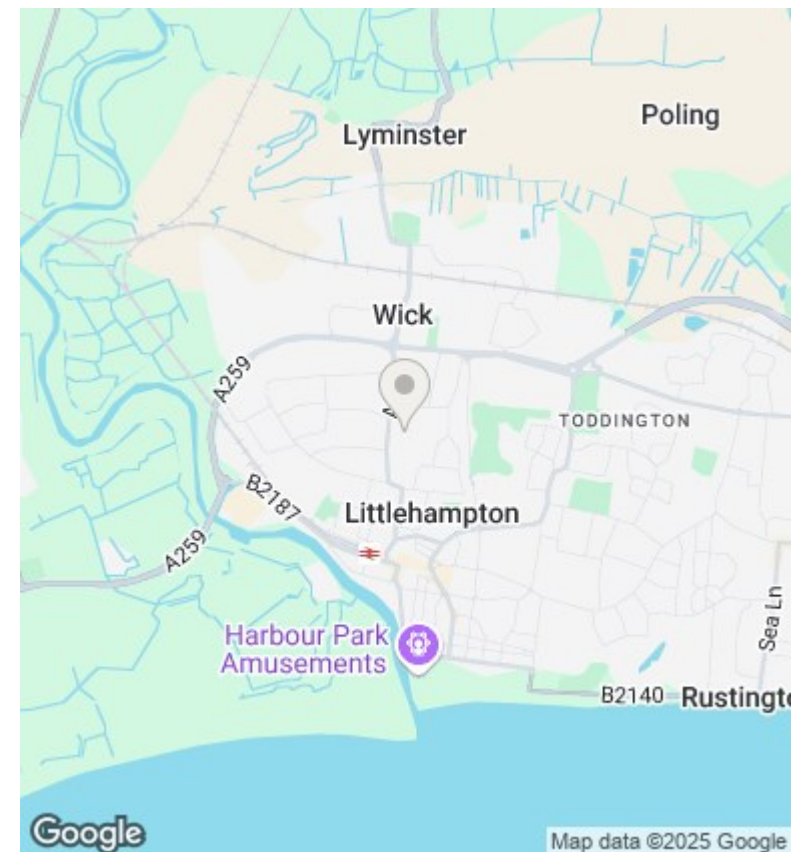 Poling
Lyminster
Wick
A259
TODDINGTON
B2187
Littlehampton
A259
Sea Ln
Harbour Park
Amusements
B2140
Rustingto
Google
Map data ©2025 Google